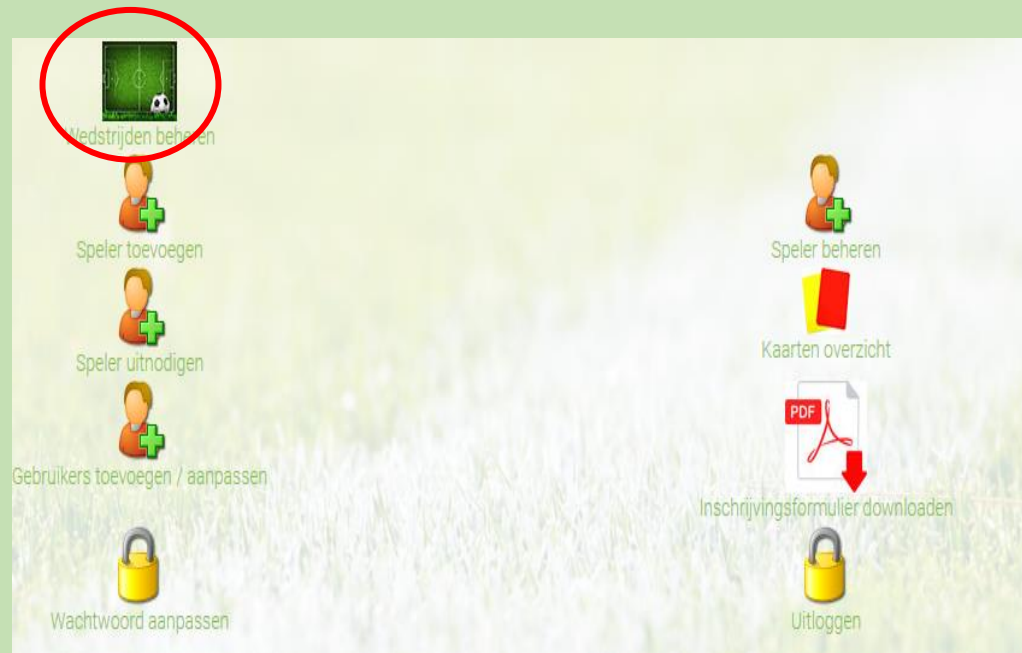 Wedstrijden beheren
Speler toevoegen
Speler beheren
Speler uitnodigen
Kaarten overzicht
PDF
Gebruikers toevoegen / aanpassen
Inschrijvingsformulier downloaden
Wachtwoord aanpassen
Uitloggen